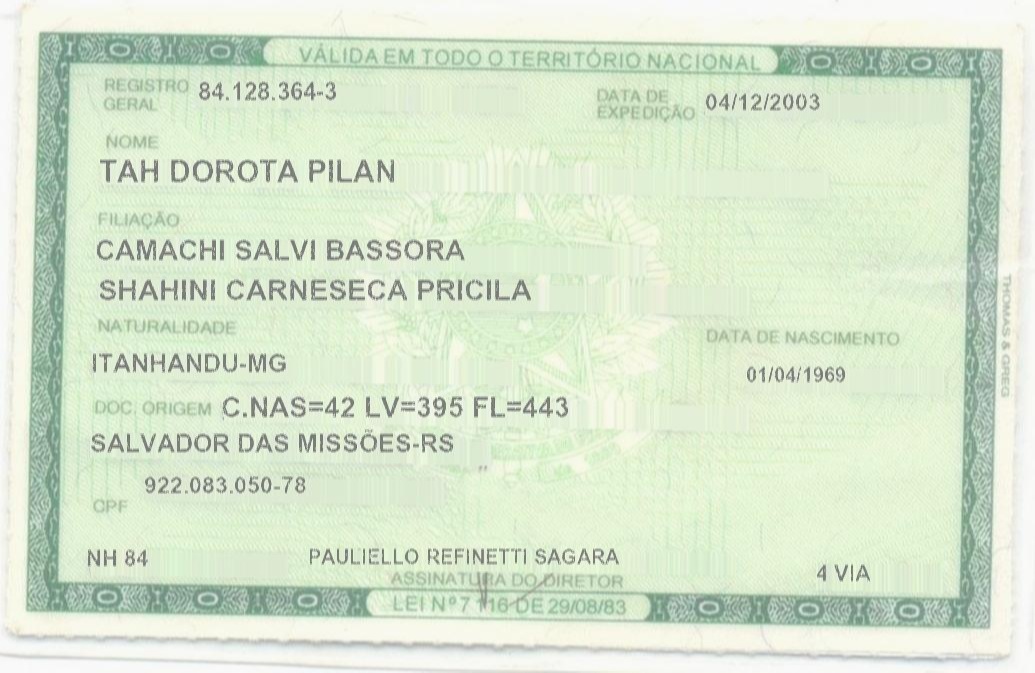 VÁLIDA EM TODO O TERRITÓRIO NACIONAL
REGISTRO GERAL 84.128.364-3
DATA DE EXPEDIÇÃO 04/12/2003
NOME
TAH DOROTA PILAN
FILIAÇÃO
CAMACHI SALVI BASSORA
SHAHINI CARNESECA PRICILA
NATURALIDADE
DATA DE NASCIMENTO
ITANHANDU-MG
01/04/1969
DOC. ORIGEM C.NAS=42 LV=395 FL=443
SALVADOR DAS MISSÕES-RS
922.083.050-78
CPF
NH 84
PAULIELLO REFINETTI SAGARA
4 VIA
ASSINATURA DO DIRETOR
LEI Nº 7 116 DE 29/08/83
THOMAS & GREG